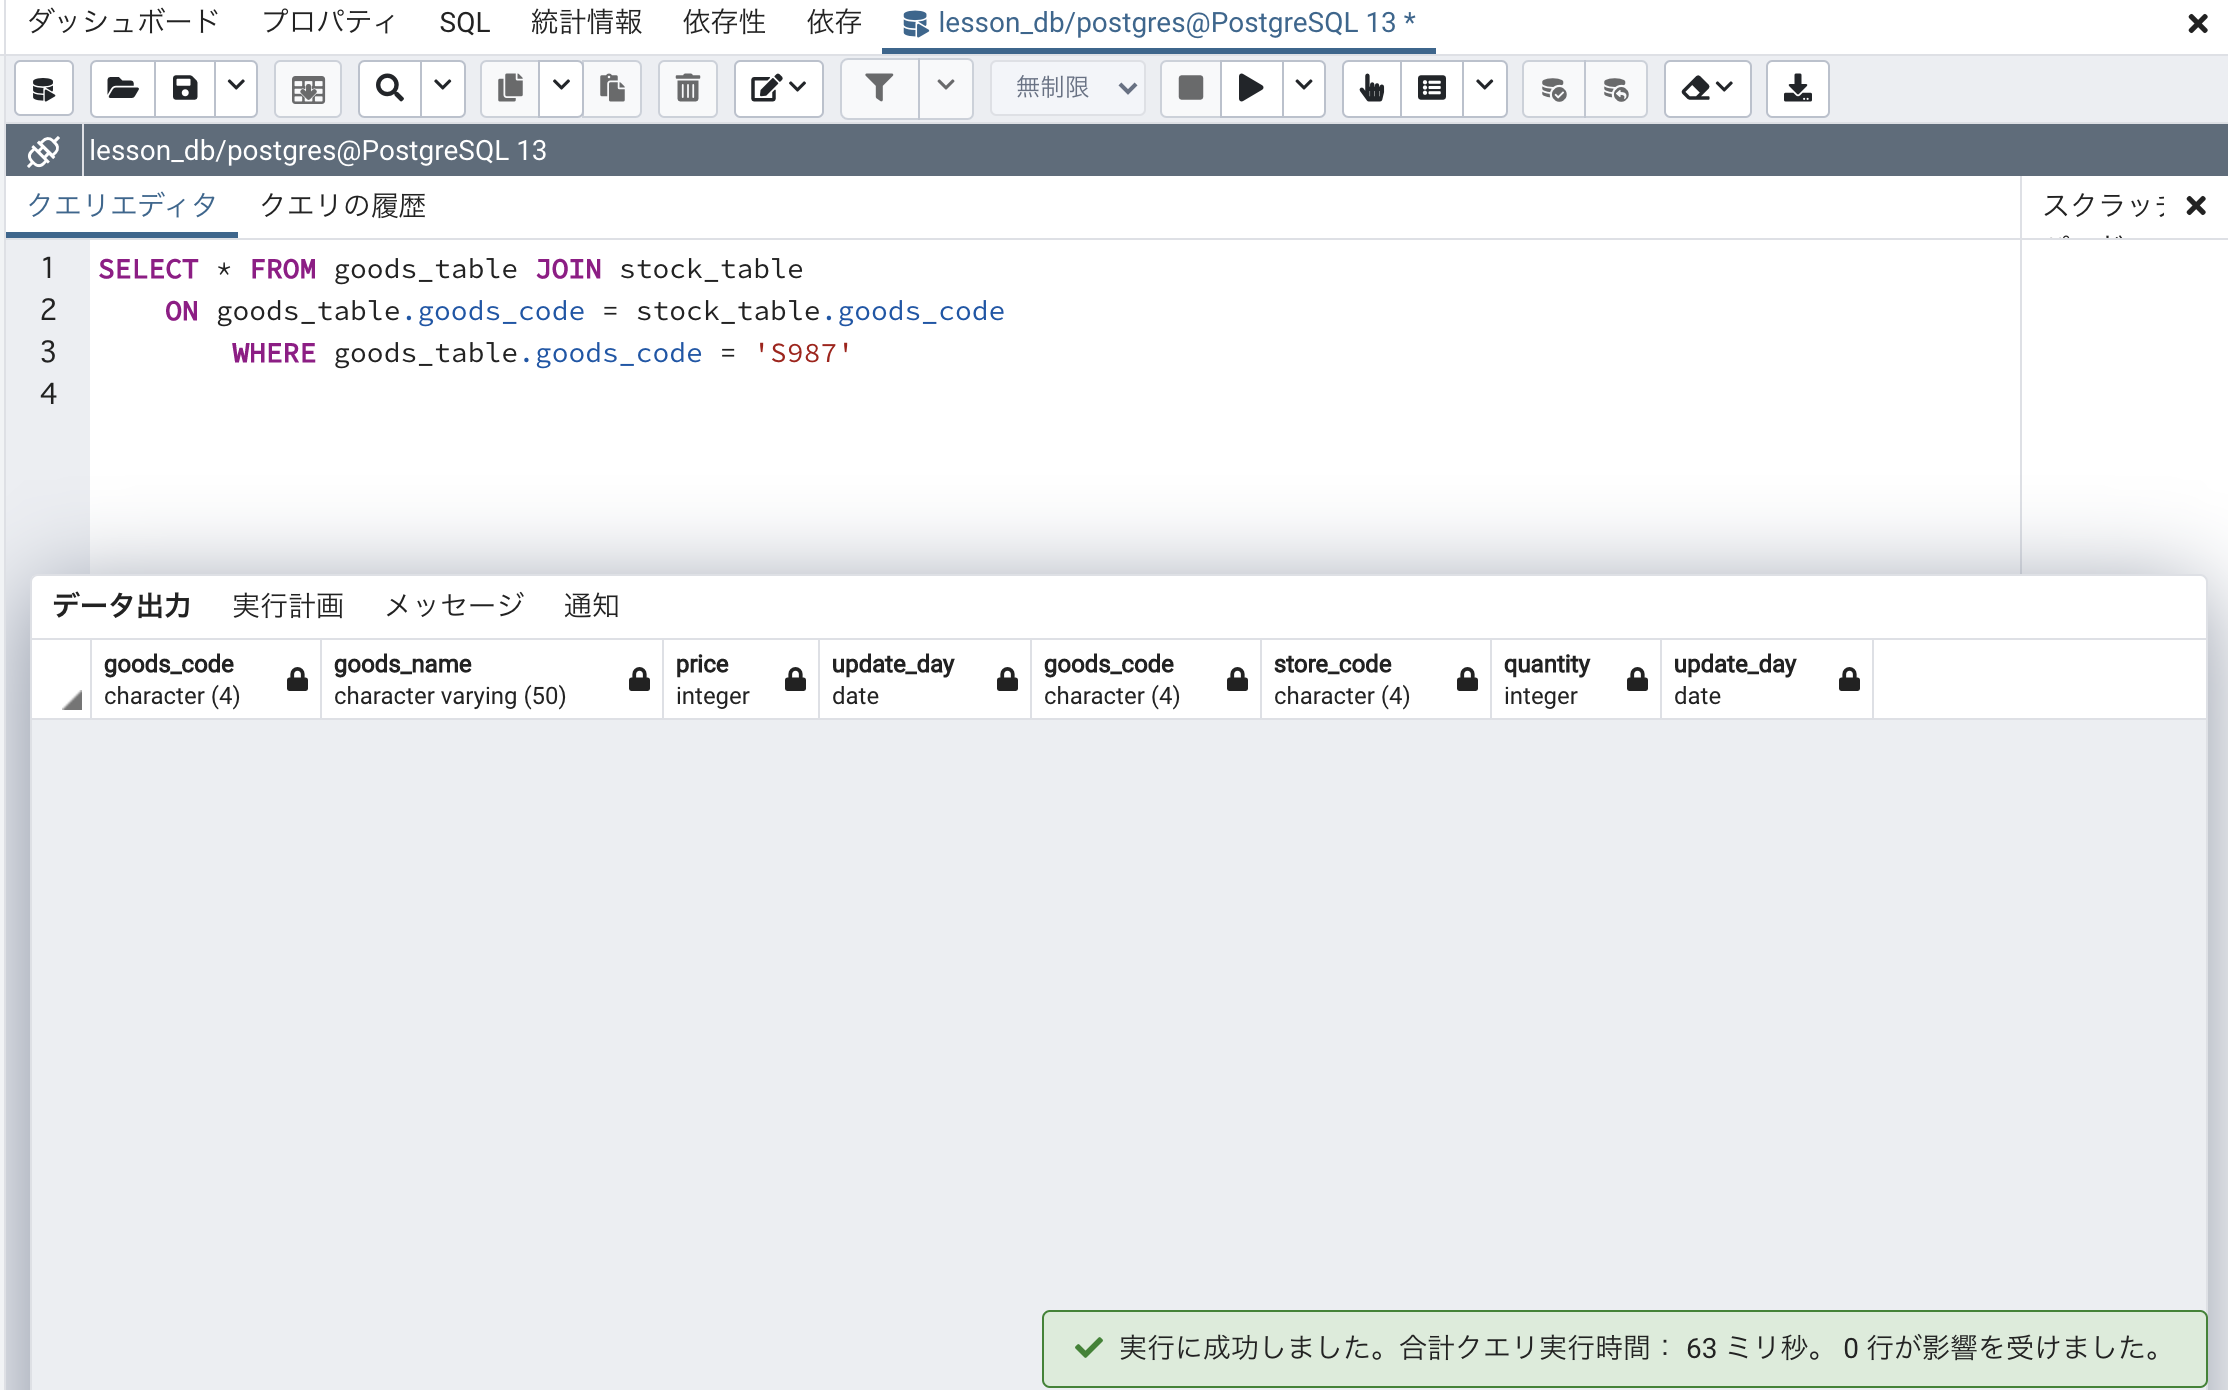 ダッシュボード プロパティ SQL 統計情報 依存性 依存 lesson_db/postgres@PostgreSQL 13 *
無制限
lesson_db/postgres@PostgreSQL 13
クエリエディタ クエリの履歴 スクラッチ
1 SELECT * FROM goods_table JOIN stock_table
2 ON goods_table.goods_code = stock_table.goods_code
3 WHERE goods_table.goods_code = 'S987'
4
データ出力 実行計画 メッセージ 通知
goods_code goods_name price update_day goods_code store_code quantity update_day
character (4) character varying (50) integer date character (4) character (4) integer date
実行に成功しました。合計クエリ実行時間： 63 ミリ秒。 0 行が影響を受けました。